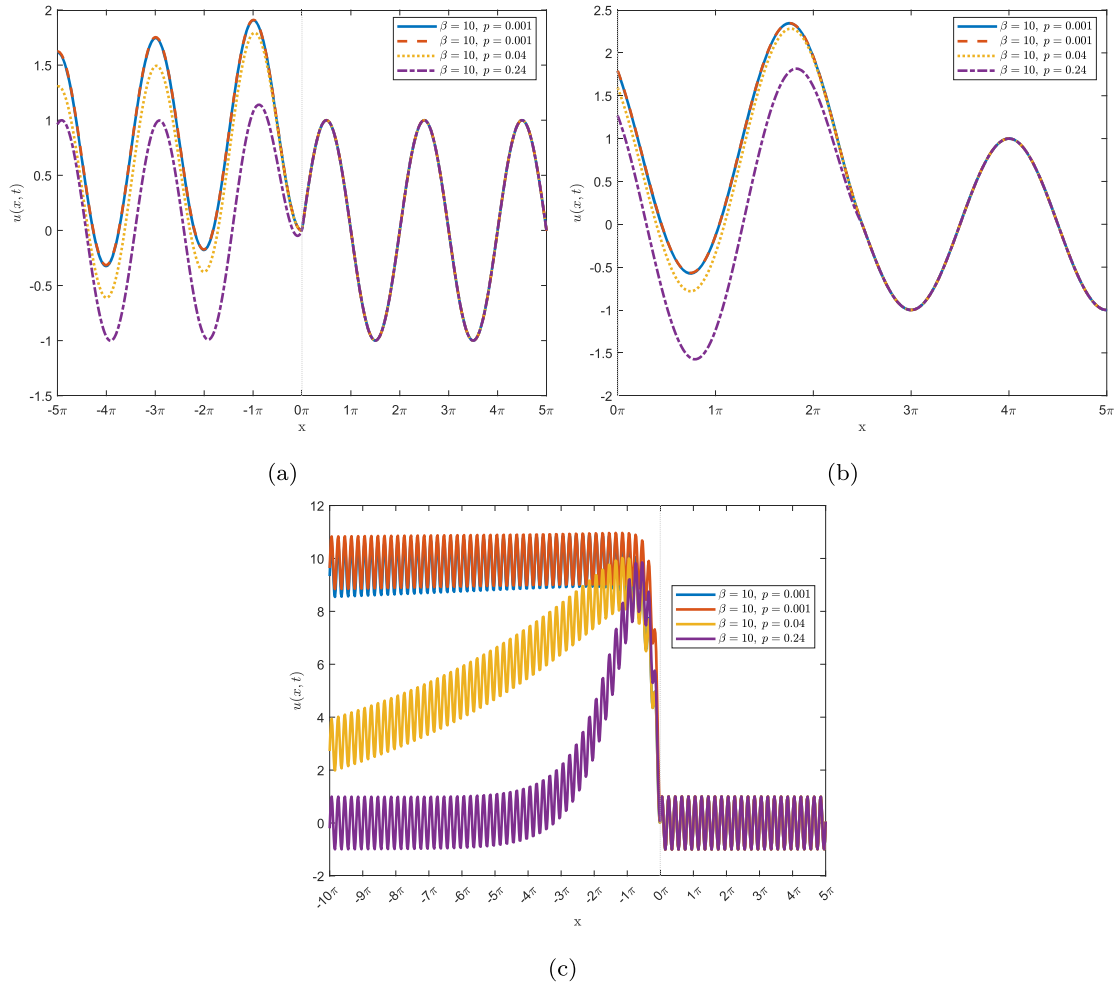 2
1.5
1
0.5
0
-0.5
-1
-1.5
u(x, t)
-5π -4π -3π -2π -1π 0π 1π 2π 3π 4π 5π
x
β = 10, p = 0.001
β = 10, p = 0.001
β = 10, p = 0.04
β = 10, p = 0.24
(a)
2.5
2
1.5
1
0.5
0
-0.5
-1
-1.5
-2
u(x, t)
0π 1π 2π 3π 4π 5π
x
β = 10, p = 0.001
β = 10, p = 0.001
β = 10, p = 0.04
β = 10, p = 0.24
(b)
12
10
8
6
4
2
0
-2
u(x, t)
-10π -9π -8π -7π -6π -5π -4π -3π -2π -1π 0π 1π 2π 3π 4π 5π
x
β = 10, p = 0.001
β = 10, p = 0.001
β = 10, p = 0.04
β = 10, p = 0.24
(c)